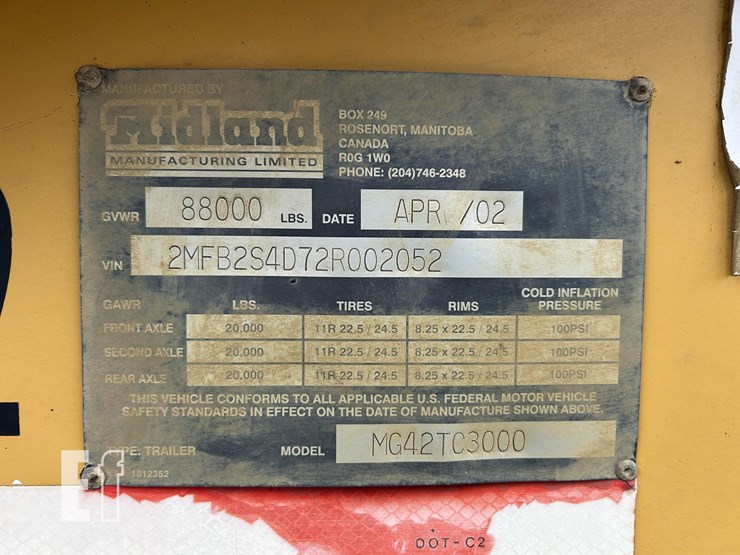 MANUFACTURED BY
Midland
MANUFACTURING LIMITED
BOX 249
ROSENORT, MANITOBA
CANADA
R0G 1W0
PHONE: (204)746-2348
GVWR 88000 LBS. DATE APR /02
VIN 2MFB2S4D72R002052
GAWR LBS. TIRES RIMS COLD INFLATION PRESSURE
FRONT AXLE 20,000 11R 22.5 / 24.5 8.25 x 22.5 / 24.5 100PSI
SECOND AXLE 20,000 11R 22.5 / 24.5 8.25 x 22.5 / 24.5 100PSI
REAR AXLE 20,000 11R 22.5 / 24.5 8.25 x 22.5 / 24.5 100PSI
THIS VEHICLE CONFORMS TO ALL APPLICABLE U.S. FEDERAL MOTOR VEHICLE
SAFETY STANDARDS IN EFFECT ON THE DATE OF MANUFACTURE SHOWN ABOVE.
TYPE: TRAILER MODEL MG42TC3000
1612382
Ef
DOT-C2
2